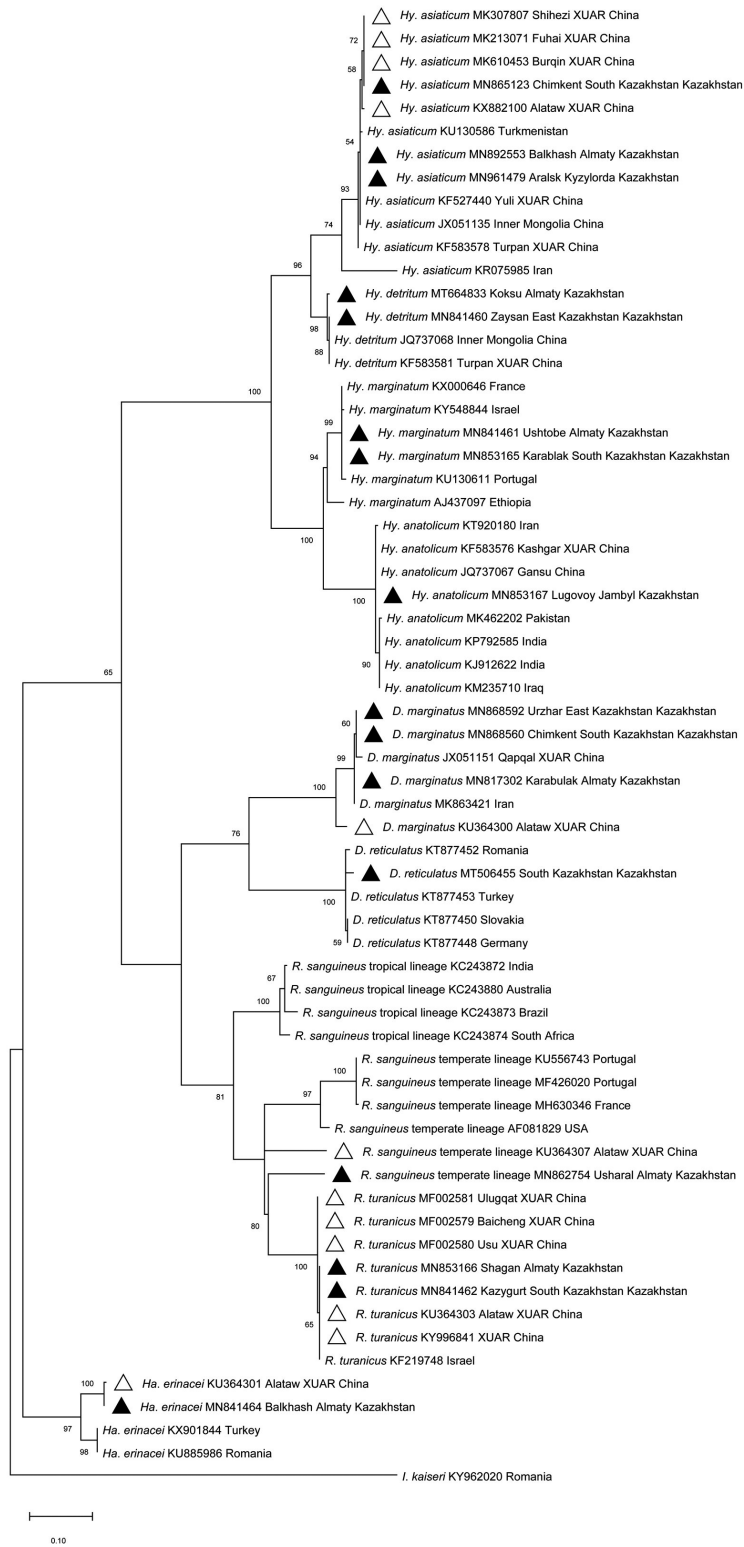 Hy. asiaticum MK307807 Shihezi XUAR China
72
Hy. asiaticum MK213071 Fuhai XUAR China
Hy. asiaticum MK610453 Burqin XUAR China
58
Hy. asiaticum MN865123 Chimkent South Kazakhstan Kazakhstan
Hy. asiaticum KX882100 Alataw XUAR China
Hy. asiaticum KU130586 Turkmenistan
54
Hy. asiaticum MN892553 Balkhash Almaty Kazakhstan
Hy. asiaticum MN961479 Aralsk Kyzylorda Kazakhstan
93
Hy. asiaticum KF527440 Yuli XUAR China
74
Hy. asiaticum JX051135 Inner Mongolia China
Hy. asiaticum KF583578 Turpan XUAR China
96
Hy. asiaticum KR075985 Iran
Hy. detritum MT664833 Koksu Almaty Kazakhstan
Hy. detritum MN841460 Zaysan East Kazakhstan Kazakhstan
98
Hy. detritum JQ737068 Inner Mongolia China
88
Hy. detritum KF583581 Turpan XUAR China
100
Hy. marginatum KX000646 France
Hy. marginatum KY548844 Israel
99
Hy. marginatum MN841461 Ushtobe Almaty Kazakhstan
94
Hy. marginatum MN853165 Karablak South Kazakhstan Kazakhstan
Hy. marginatum KU130611 Portugal
Hy. marginatum AJ437097 Ethiopia
Hy. anatolicum KT920180 Iran
100
Hy. anatolicum KF583576 Kashgar XUAR China
Hy. anatolicum JQ737067 Gansu China
100
Hy. anatolicum MN853167 Lugovoy Jambyl Kazakhstan
Hy. anatolicum MK462202 Pakistan
Hy. anatolicum KP792585 India
90
Hy. anatolicum KJ912622 India
65
Hy. anatolicum KM235710 Iraq
D. marginatus MN868592 Urzhar East Kazakhstan Kazakhstan
60
D. marginatus MN868560 Chimkent South Kazakhstan Kazakhstan
99
D. marginatus JX051151 Qapqal XUAR China
100
D. marginatus MN817302 Karabulak Almaty Kazakhstan
D. marginatus MK863421 Iran
76
D. marginatus KU364300 Alataw XUAR China
D. reticulatus KT877452 Romania
D. reticulatus MT506455 South Kazakhstan Kazakhstan
100
D. reticulatus KT877453 Turkey
D. reticulatus KT877450 Slovakia
59
D. reticulatus KT877448 Germany
R. sanguineus tropical lineage KC243872 India
67
R. sanguineus tropical lineage KC243880 Australia
100
R. sanguineus tropical lineage KC243873 Brazil
R. sanguineus tropical lineage KC243874 South Africa
R. sanguineus temperate lineage KU556743 Portugal
100
R. sanguineus temperate lineage MF426020 Portugal
81
97
R. sanguineus temperate lineage MH630346 France
R. sanguineus temperate lineage AF081829 USA
R. sanguineus temperate lineage KU364307 Alataw XUAR China
R. sanguineus temperate lineage MN862754 Usharal Almaty Kazakhstan
R. turanicus MF002581 Ulugqat XUAR China
80
R. turanicus MF002579 Baicheng XUAR China
R. turanicus MF002580 Usu XUAR China
100
R. turanicus MN853166 Shagan Almaty Kazakhstan
R. turanicus MN841462 Kazygurt South Kazakhstan Kazakhstan
R. turanicus KU364303 Alataw XUAR China
65
R. turanicus KY996841 XUAR China
R. turanicus KF219748 Israel
100
Ha. erinacei KU364301 Alataw XUAR China
Ha. erinacei MN841464 Balkhash Almaty Kazakhstan
97
Ha. erinacei KX901844 Turkey
98
Ha. erinacei KU885986 Romania
I. kaiseri KY962020 Romania
0.10